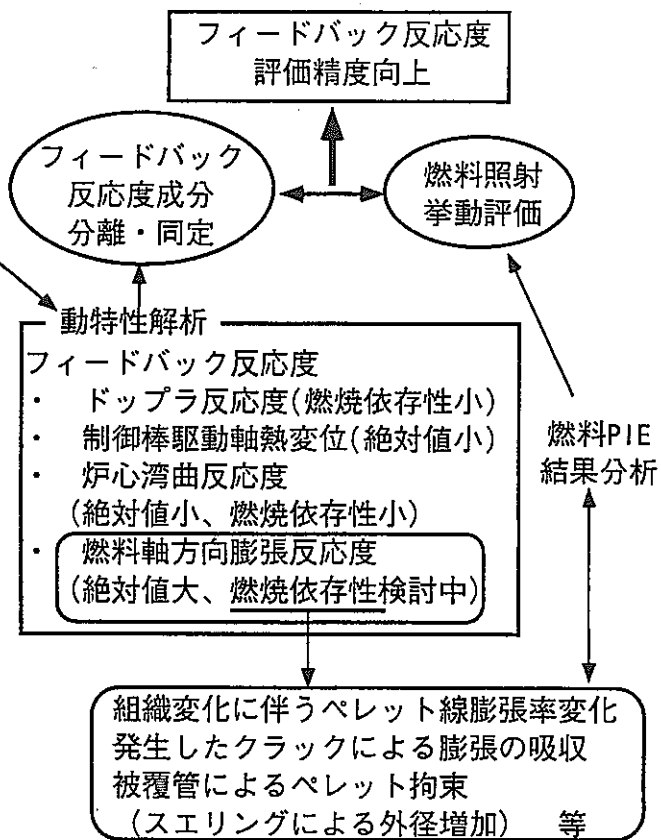 フィードバック反応度
評価精度向上
フィードバック
反応度成分
分離・同定
燃料照射
挙動評価
動特性解析
フィードバック反応度
・ ドップラ反応度(燃焼依存性小)
・ 制御棒駆動軸熱変位(絶対値小)
・ 炉心湾曲反応度
(絶対値小、燃焼依存性小)
・ 燃料軸方向膨張反応度
(絶対値大、燃焼依存性検討中)
燃料PIE
結果分析
組織変化に伴うペレット線膨張率変化
発生したクラックによる膨張の吸収
被覆管によるペレット拘束
(スエリングによる外径増加) 等